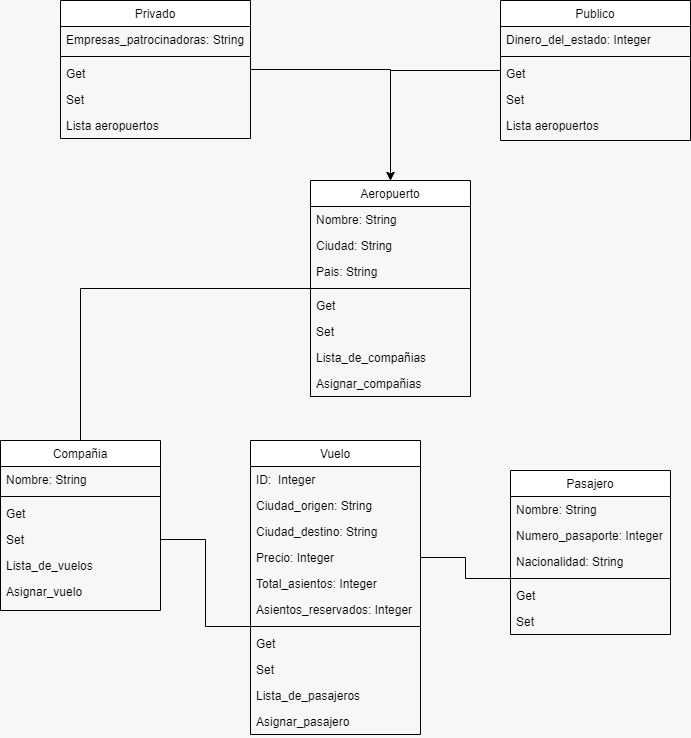 Privado
Empresas_patrocinadoras: String
Get
Set
Lista aeropuertos
Publico
Dinero_del_estado: Integer
Get
Set
Lista aeropuertos
Aeropuerto
Nombre: String
Ciudad: String
Pais: String
Get
Set
Lista_de_compañias
Asignar_compañias
Compañia
Nombre: String
Get
Set
Lista_de_vuelos
Asignar_vuelo
Vuelo
ID:  Integer
Ciudad_origen: String
Ciudad_destino: String
Precio: Integer
Total_asientos: Integer
Asientos_reservados: Integer
Get
Set
Lista_de_pasajeros
Asignar_pasajero
Pasajero
Nombre: String
Numero_pasaporte: Integer
Nacionalidad: String
Get
Set